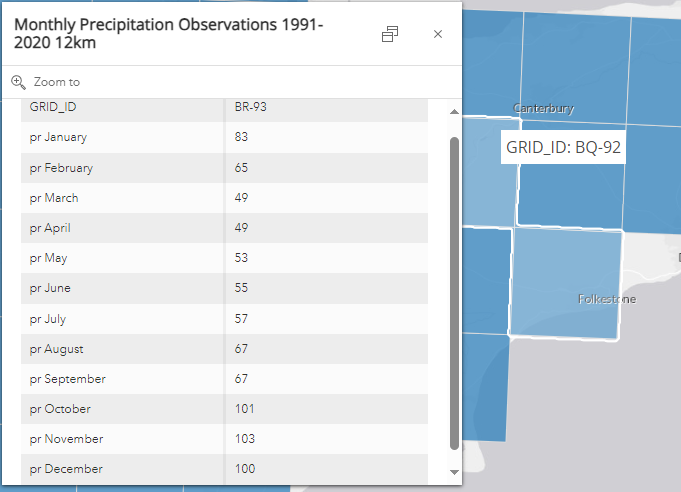 Monthly Precipitation Observations 1991-
2020 12km
Zoom to
GRID_ID BR-93
pr January 83
pr February 65
pr March 49
pr April 49
pr May 53
pr June 55
pr July 57
pr August 67
pr September 67
pr October 101
pr November 103
pr December 100
Canterbury
GRID_ID: BQ-92
Folkestone